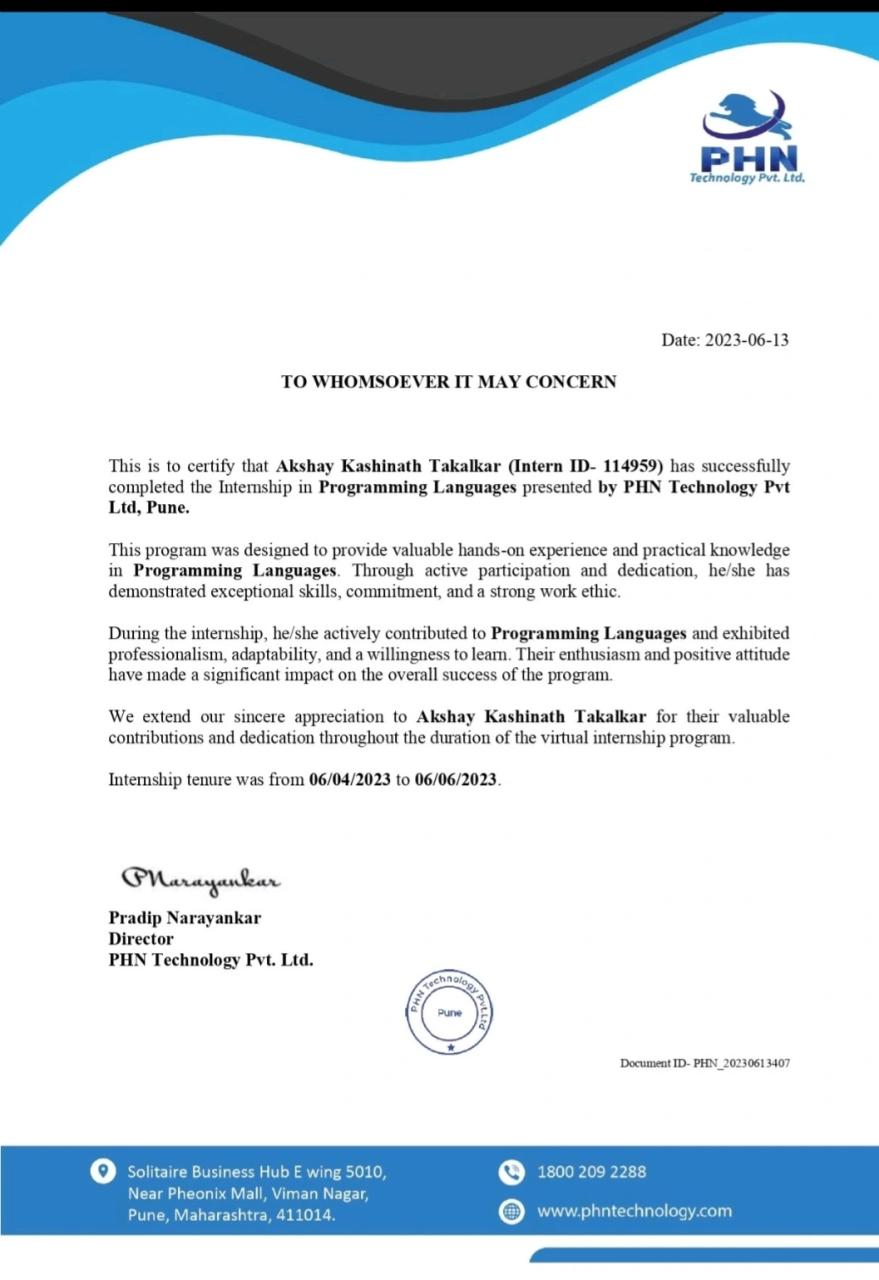 PHN
Technology Pvt. Ltd.
Date: 2023-06-13
TO WHOMSOEVER IT MAY CONCERN
This is to certify that Akshay Kashinath Takalkar (Intern ID- 114959) has successfully
completed the Internship in Programming Languages presented by PHN Technology Pvt
Ltd, Pune.
This program was designed to provide valuable hands-on experience and practical knowledge
in Programming Languages. Through active participation and dedication, he/she has
demonstrated exceptional skills, commitment, and a strong work ethic.
During the internship, he/she actively contributed to Programming Languages and exhibited
professionalism, adaptability, and a willingness to learn. Their enthusiasm and positive attitude
have made a significant impact on the overall success of the program.
We extend our sincere appreciation to Akshay Kashinath Takalkar for their valuable
contributions and dedication throughout the duration of the virtual internship program.
Internship tenure was from 06/04/2023 to 06/06/2023.
PNarayankar
Pradip Narayankar
Director
PHN Technology Pvt. Ltd.
PHN Technology Pvt.Ltd
Pune
Document ID- PHN_20230613407
Solitaire Business Hub E wing 5010,
Near Pheonix Mall, Viman Nagar,
Pune, Maharashtra, 411014.
1800 209 2288
www.phntechnology.com